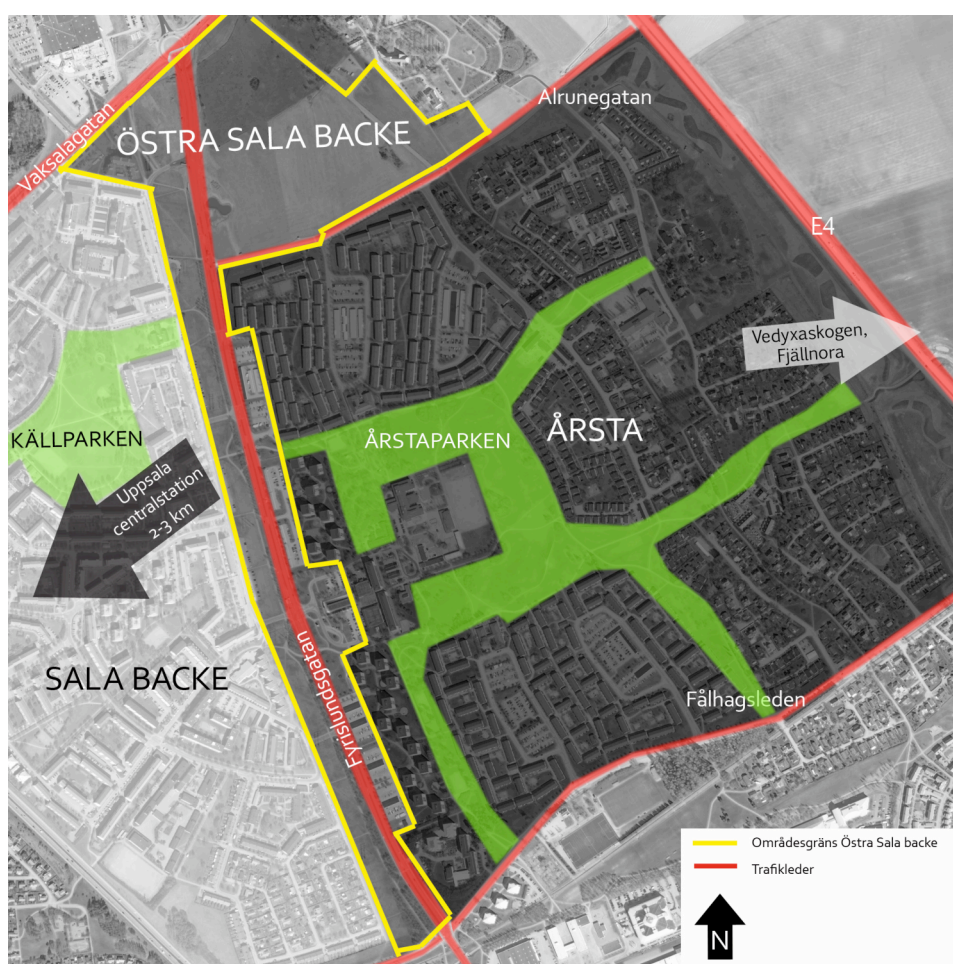 Alrunegatan
Vaksalagatan
ÖSTRA SALA BACKE
E4
Vedyxaskogen,
Fjällnora
KÄLLPARKEN
ÅRSTAPARKEN
ÅRSTA
Uppsala
centralstation
2-3 km
SALA BACKE
Fyrislundsgatan
Fålhagsleden
Områdesgräns Östra Sala backe
Trafikleder
N